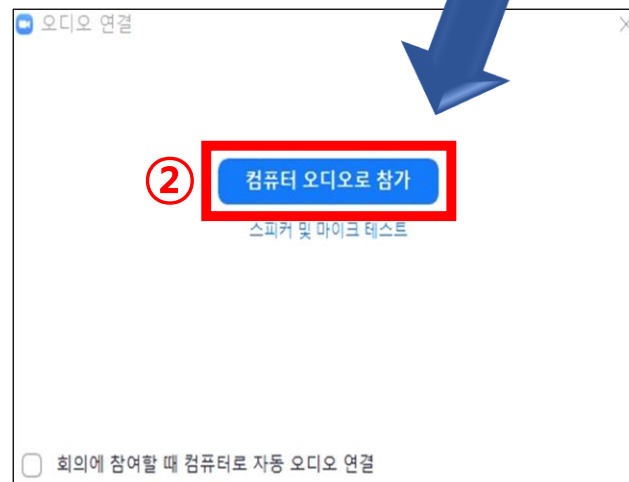 오디오 연결
②
컴퓨터 오디오로 참가
스피커 및 마이크 테스트
회의에 참여할 때 컴퓨터로 자동 오디오 연결